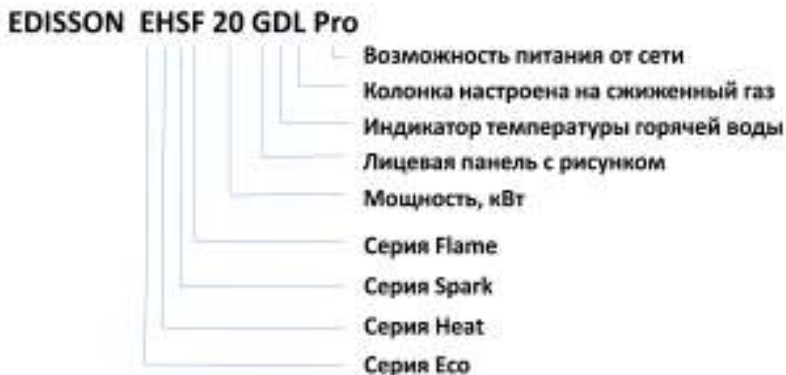 EDISSON EHSF 20 GDL Pro
Возможность питания от сети
Колонка настроена на сжиженный газ
Индикатор температуры горячей воды
Лицевая панель с рисунком
Мощность, кВт
Серия Flame
Серия Spark
Серия Heat
Серия Eco